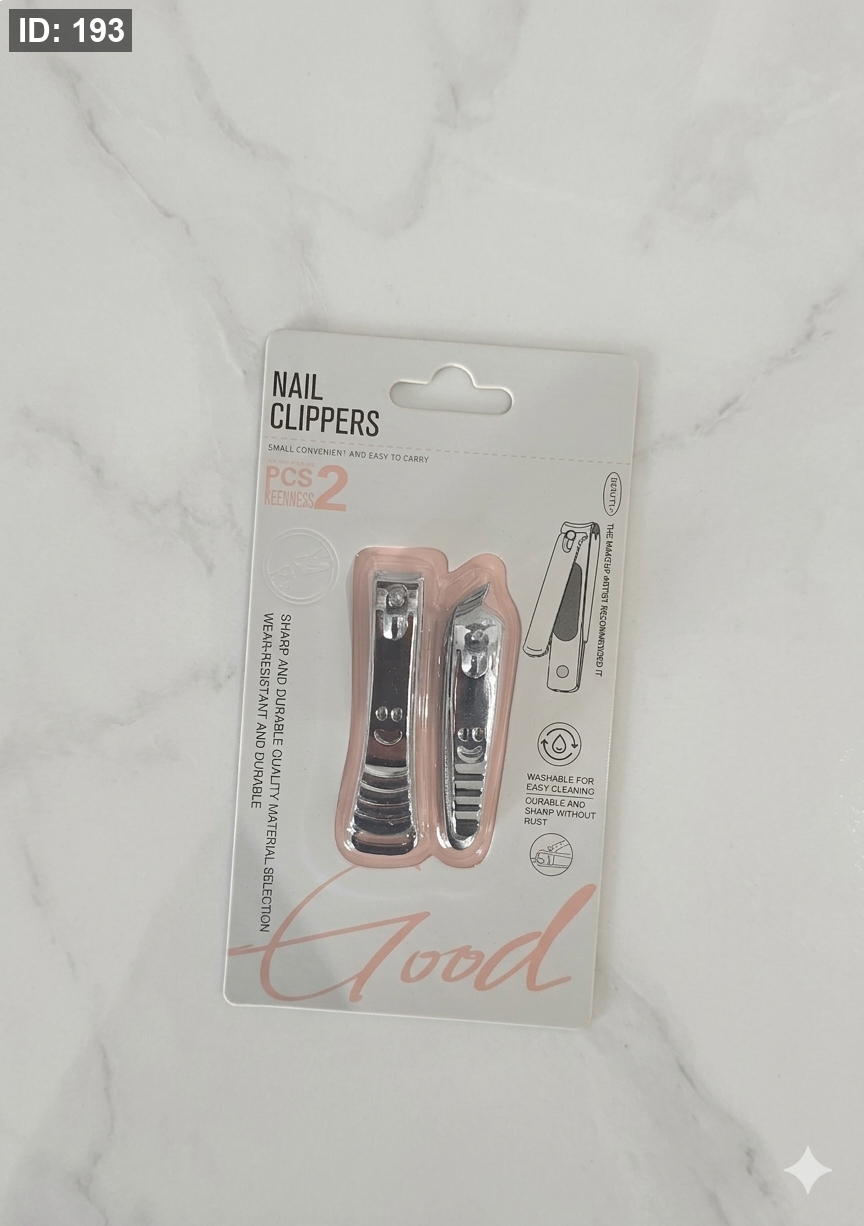 ID: 193
NAIL
CLIPPERS
SMALL CONVENIENT AND EASY TO CARRY
PCS 2
KEENNESS
THE MAKEUP ARTIST RECOMMENDED IT
SHARP AND DURABLE QUALITY MATERIAL SELECTION
WEAR-RESISTANT AND DURABLE
WASHABLE FOR
EASY CLEANING
DURABLE AND
SHARP WITHOUT
RUST
Good